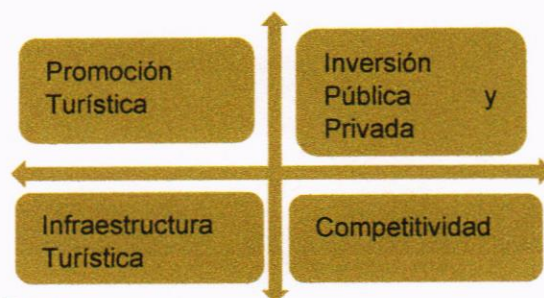 Promoción
Turística
Inversión
Pública y
Privada
Infraestructura
Turística
Competitividad